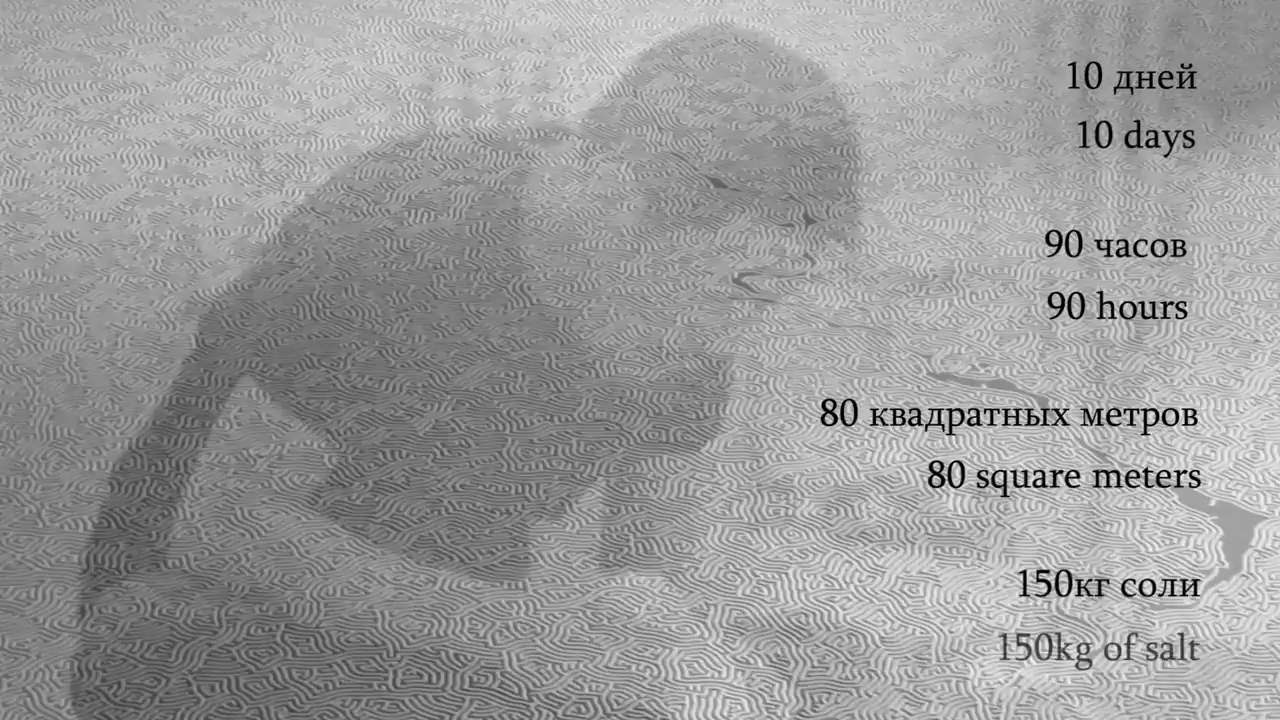 10 дней
10 days
90 часов
90 hours
80 квадратных метров
80 square meters
150кг соли
150kg of salt